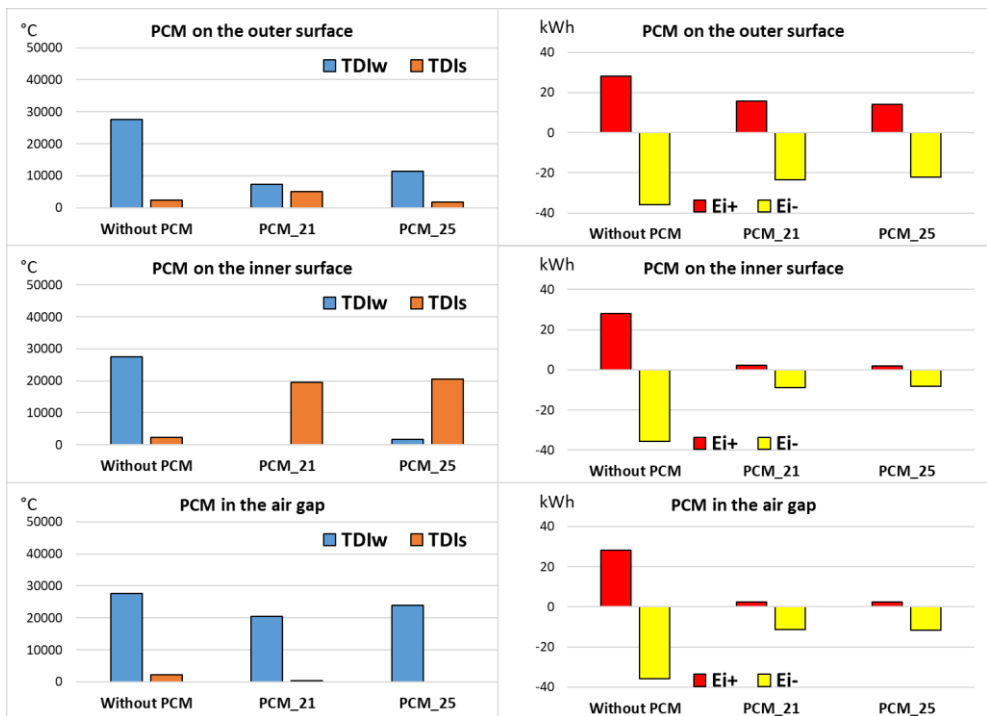 °C
PCM on the outer surface
50000
TDIw TDIs
40000
30000
20000
10000
0
Without PCM PCM_21 PCM_25
kWh
PCM on the outer surface
40
20
0
-20
Ei+ Ei-
-40
Without PCM PCM_21 PCM_25
°C
PCM on the inner surface
50000
TDIw TDIs
40000
30000
20000
10000
0
Without PCM PCM_21 PCM_25
kWh
PCM on the inner surface
40
20
0
-20
Ei+ Ei-
-40
Without PCM PCM_21 PCM_25
°C
PCM in the air gap
50000
TDIw TDIs
40000
30000
20000
10000
0
Without PCM PCM_21 PCM_25
kWh
PCM in the air gap
40
20
0
-20
Ei+ Ei-
-40
Without PCM PCM_21 PCM_25